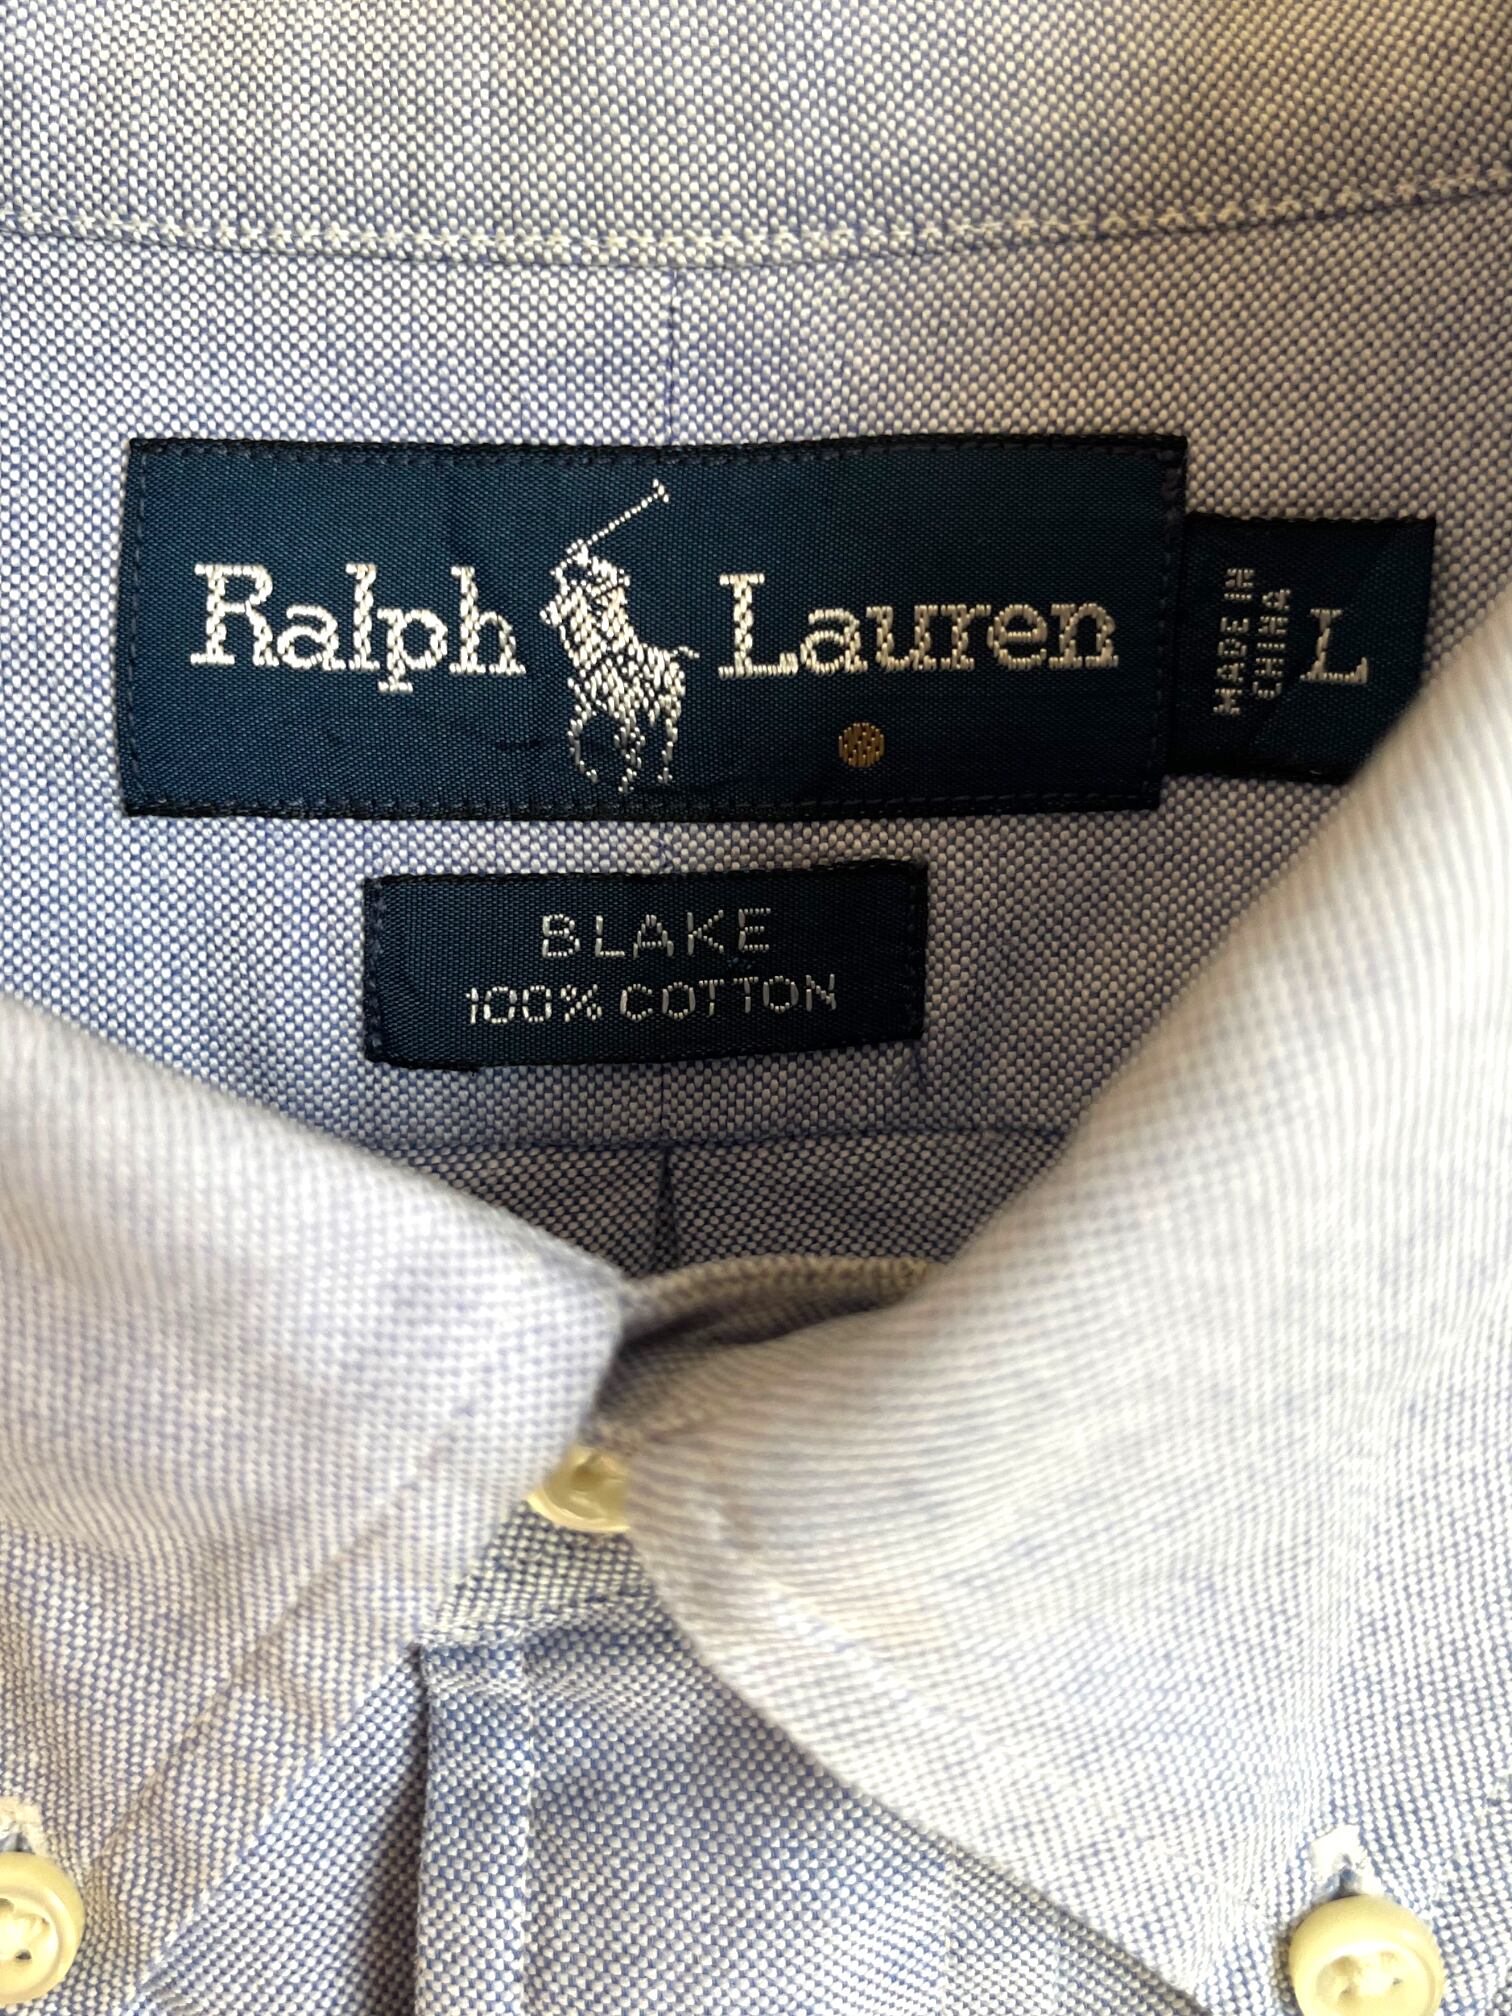 Ralph Lauren
MADE IN
CHINA
L
BLAKE
100% COTTON